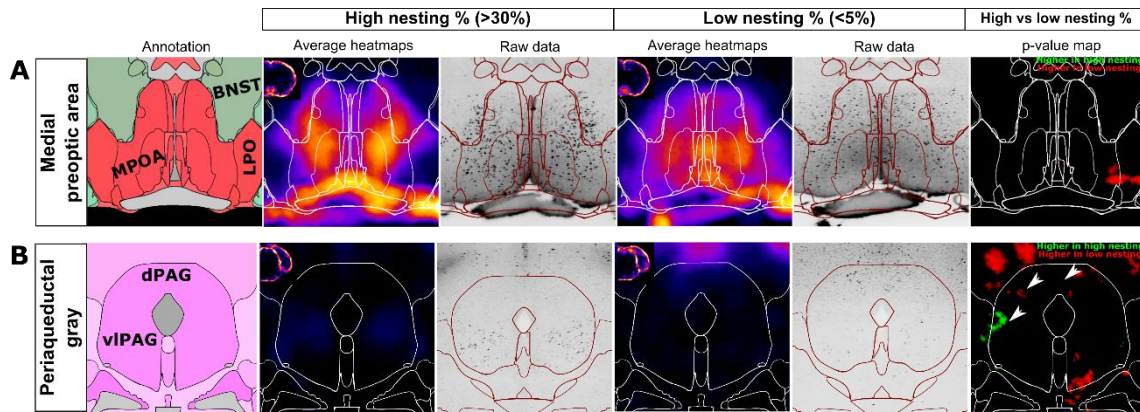 High nesting % (>30%) Low nesting % (<5%) High vs low nesting %
Annotation Average heatmaps Raw data Average heatmaps Raw data p-value map
A
Medial
preoptic area
BNST
MPOA
LPO
Higher in high nesting
Higher in low nesting
B
Periaqueductal
gray
dPAG
vlPAG
Higher in high nesting
Higher in low nesting